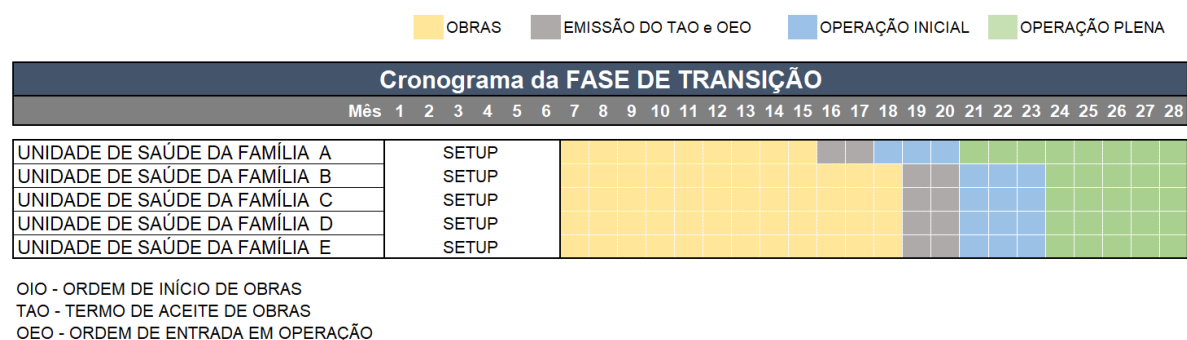 OBRAS EMISSÃO DO TAO e OEO OPERAÇÃO INICIAL OPERAÇÃO PLENA
Cronograma da FASE DE TRANSIÇÃO
Mês 1 2 3 4 5 6 7 8 9 10 11 12 13 14 15 16 17 18 19 20 21 22 23 24 25 26 27 28
UNIDADE DE SAÚDE DA FAMÍLIA A SETUP
UNIDADE DE SAÚDE DA FAMÍLIA B SETUP
UNIDADE DE SAÚDE DA FAMÍLIA C SETUP
UNIDADE DE SAÚDE DA FAMÍLIA D SETUP
UNIDADE DE SAÚDE DA FAMÍLIA E SETUP
OIO - ORDEM DE INÍCIO DE OBRAS
TAO - TERMO DE ACEITE DE OBRAS
OEO - ORDEM DE ENTRADA EM OPERAÇÃO